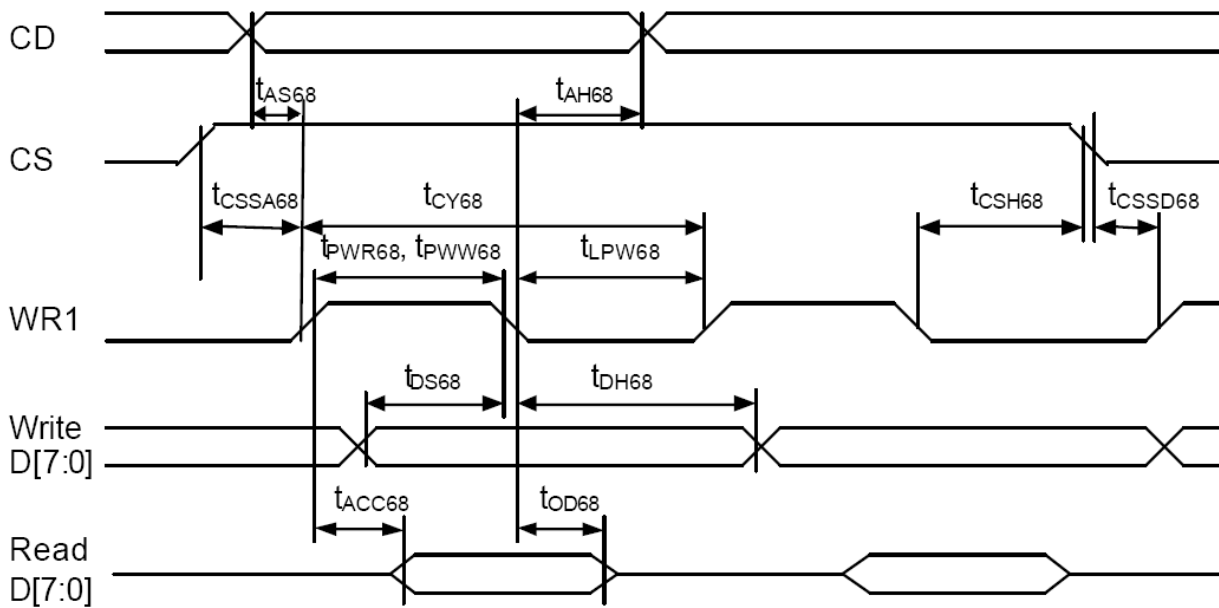 CD
tAS68 tAH68
CS
tCSSA68 tCY68 tCSH68 tCSSD68
tPWR68, tPWW68 tLPW68
WR1
tDS68 tDH68
Write
D[7:0]
tACC68 tOD68
Read
D[7:0]